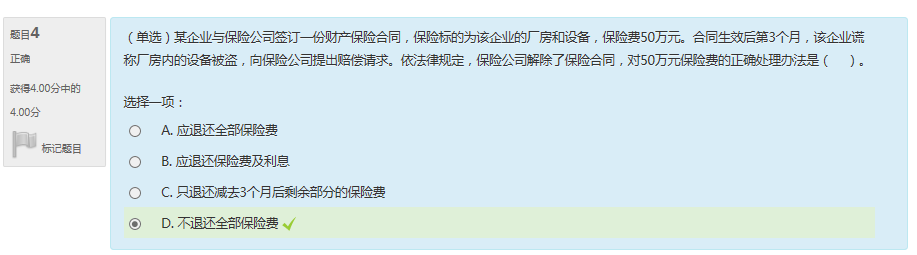 题目4
正确
获得4.00分中的
4.00分
标记题目
（单选）某企业与保险公司签订一份财产保险合同，保险标的为该企业的厂房和设备，保险费50万元。合同生效后第3个月，该企业谎
称厂房内的设备被盗，向保险公司提出赔偿请求。依法律规定，保险公司解除了保险合同，对50万元保险费的正确处理办法是（ ）。
选择一项：
A. 应退还全部保险费
B. 应退还保险费及利息
C. 只退还减去3个月后剩余部分的保险费
D. 不退还全部保险费